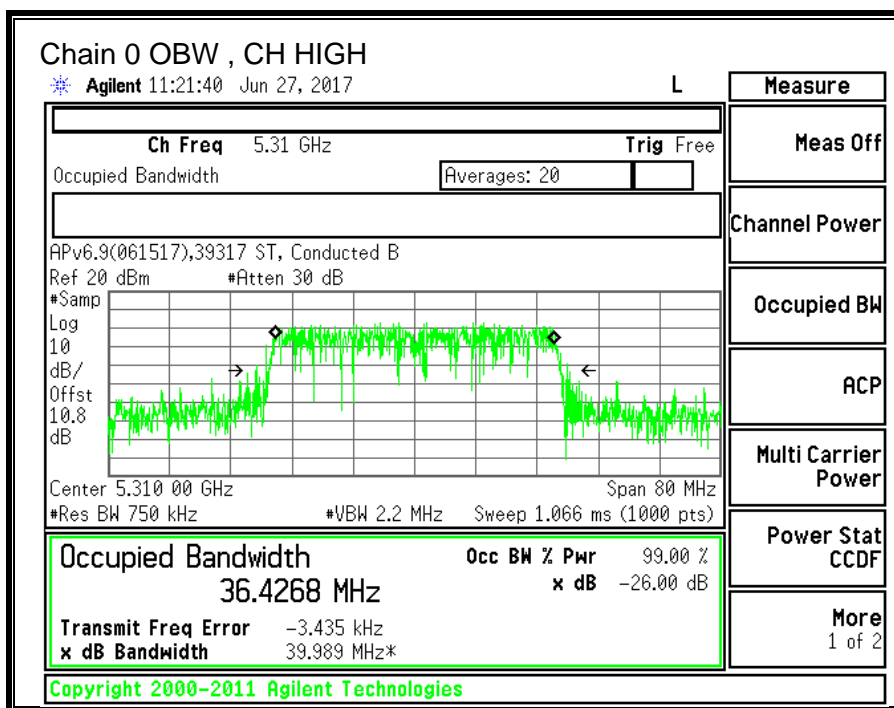 Chain 0 OBW , CH HIGH
Agilent 11:21:40 Jun 27, 2017 L
Measure
Ch Freq 5.31 GHz Trig Free
Meas Off
Occupied Bandwidth Averages: 20
Channel Power
APv6.9(061517),39317 ST, Conducted B
Ref 20 dBm #Atten 30 dB
#Samp
Log
10
dB/
Offst
10.8
dB
Occupied BW
ACP
Multi Carrier
Power
Center 5.310 00 GHz Span 80 MHz
#Res BW 750 kHz #VBW 2.2 MHz Sweep 1.066 ms (1000 pts)
Power Stat
CCDF
Occupied Bandwidth Occ BW % Pwr 99.00 %
36.4268 MHz x dB -26.00 dB
Transmit Freq Error -3.435 kHz
x dB Bandwidth 39.989 MHz*
More
1 of 2
Copyright 2000-2011 Agilent Technologies